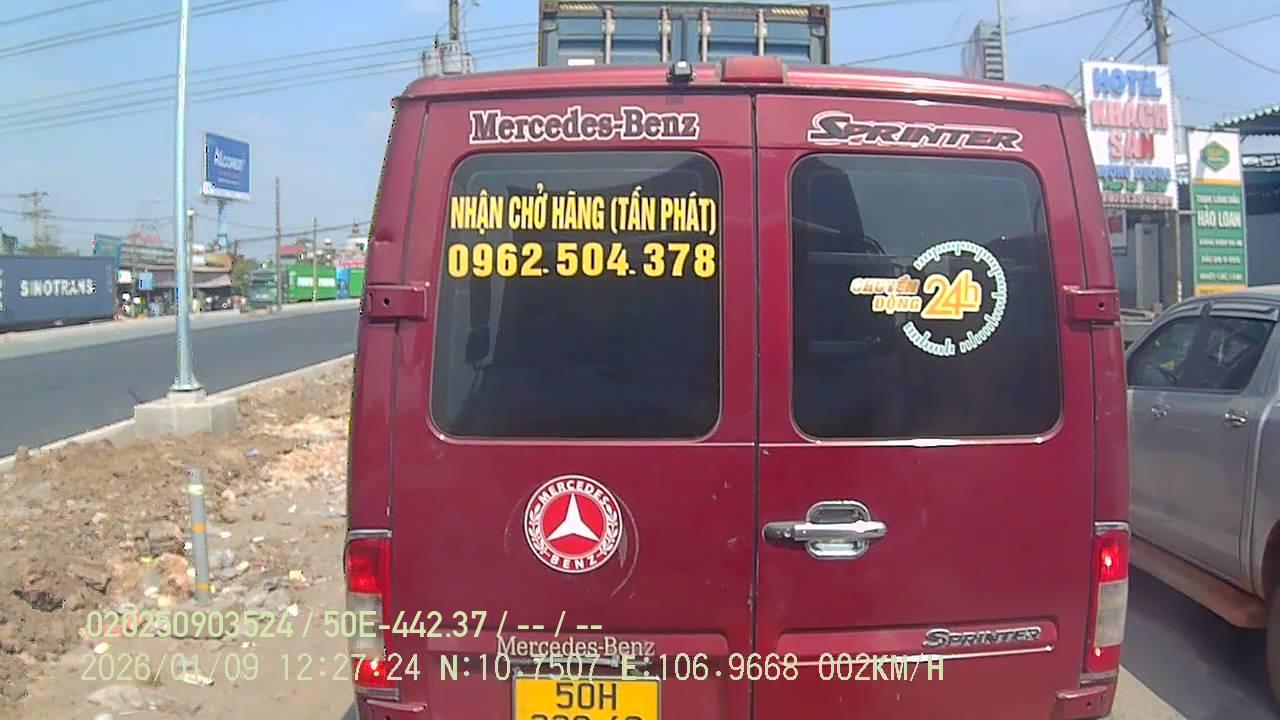 Mercedes-Benz
SPRINTER
NHẬN CHỞ HÀNG (TẤN PHÁT)
0962.504.378
CHUYỂN
ĐỘNG 24h
MERCEDES
BENZ
Mercedes-Benz
SPRINTER
50H
SINOTRANS
HOTEL
KHÁCH
SẠN
HẢO LOAN
020250903524 / 50E-442.37 / -- / --
2026/01/09 12:27:24 N:10.7507 E:106.9668 002KM/H